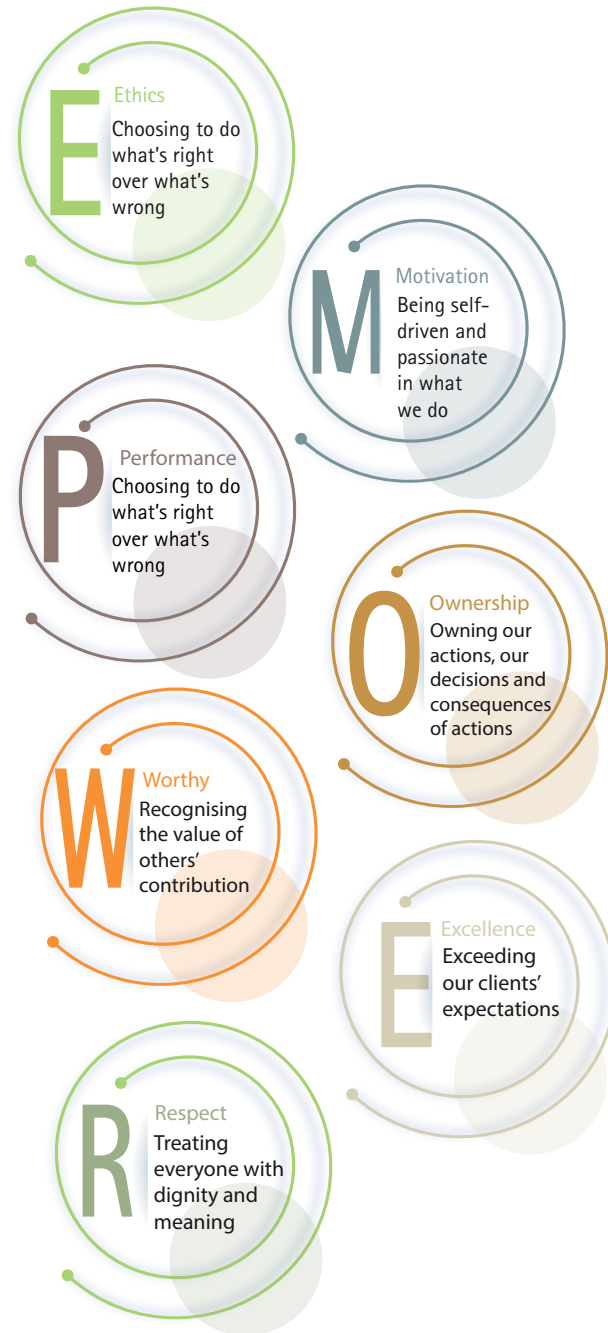 E
Ethics
Choosing to do
what's right
over what's
wrong
M
Motivation
Being self-
driven and
passionate
in what
we do
P
Performance
Choosing to do
what's right
over what's
wrong
O
Ownership
Owning our
actions, our
decisions and
consequences
of actions
W
Worthy
Recognising
the value of
others’
contribution
E
Excellence
Exceeding
our clients’
expectations
R
Respect
Treating
everyone with
dignity and
meaning